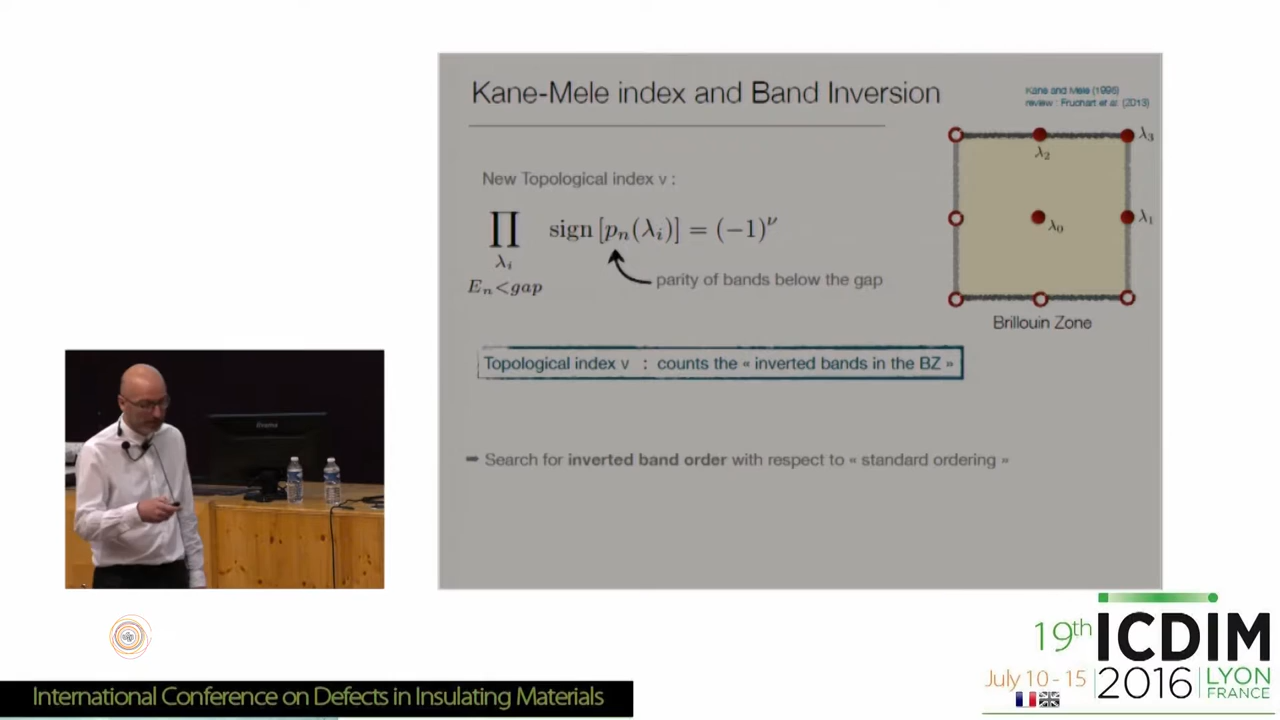 Kane-Mele index and Band Inversion
Kane and Mele (1996)
review : Fruchart et al. (2013)
New Topological index ν :
∏ sign [pₙ(λᵢ)] = (−1)^ν
λᵢ
Eₙ<gap
parity of bands below the gap
λ₃
λ₂
λ₁
λ₀
Brillouin Zone
Topological index ν : counts the « inverted bands in the BZ »
➡ Search for inverted band order with respect to « standard ordering »
19th ICDIM
July 10 - 15 2016 LYON
FRANCE
International Conference on Defects in Insulating Materials